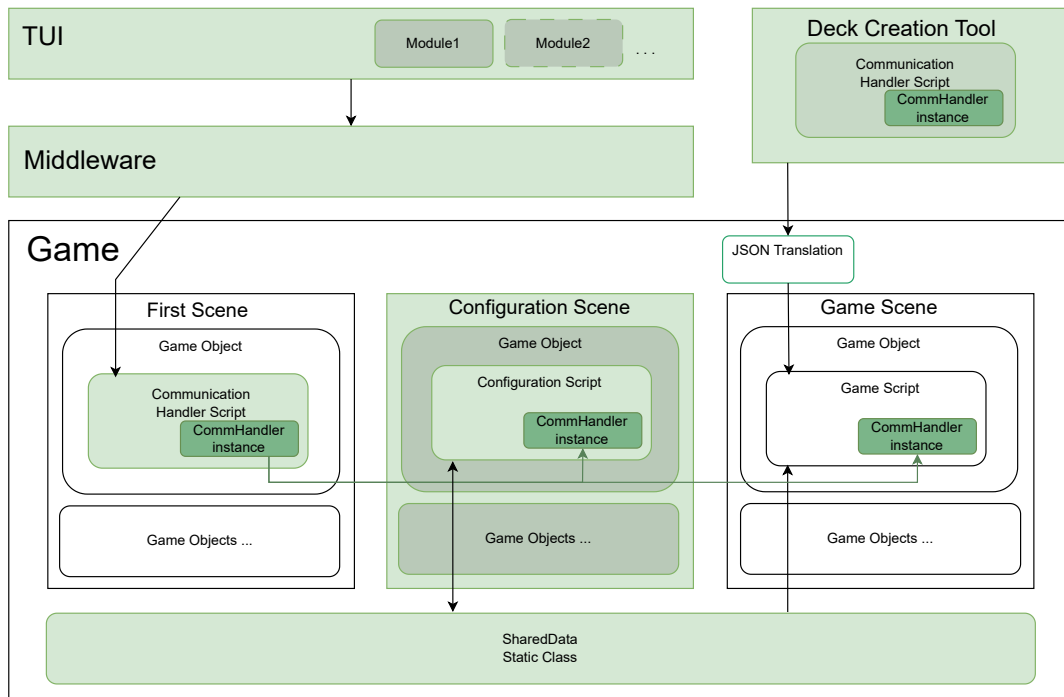 TUI
Module1
Module2
. . .
Deck Creation Tool
Communication
Handler Script
CommHandler
instance
Middleware
Game
JSON Translation
First Scene
Game Object
Communication
Handler Script
CommHandler
instance
Game Objects ...
Configuration Scene
Game Object
Configuration Script
CommHandler
instance
Game Objects ...
Game Scene
Game Object
Game Script
CommHandler
instance
Game Objects ...
SharedData
Static Class